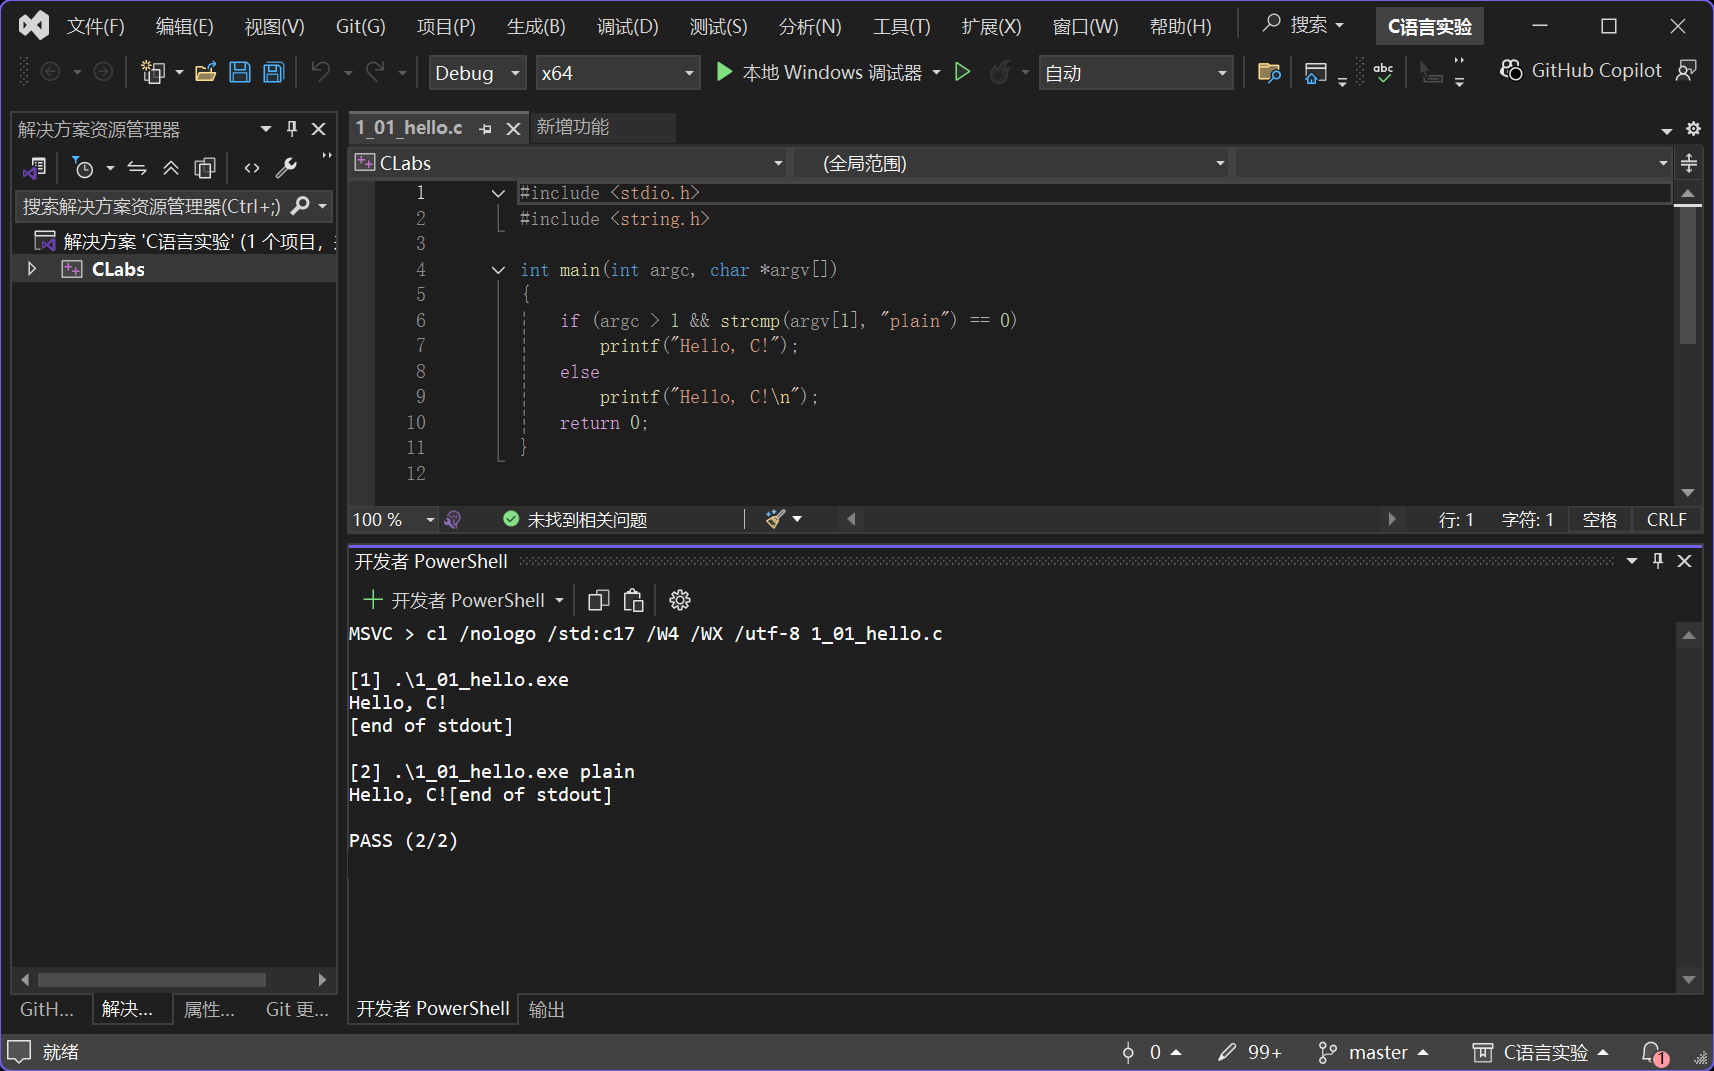 文件(F) 编辑(E) 视图(V) Git(G) 项目(P) 生成(B) 调试(D) 测试(S) 分析(N) 工具(T) 扩展(X) 窗口(W) 帮助(H) 搜索 C语言实验
Debug x64 本地 Windows 调试器 自动 abc GitHub Copilot
解决方案资源管理器
搜索解决方案资源管理器(Ctrl+;)
解决方案 'C语言实验' (1 个项目，
CLabs
1_01_hello.c 新增功能
CLabs (全局范围)
1 #include <stdio.h>
2 #include <string.h>
3
4 int main(int argc, char *argv[])
5 {
6 if (argc > 1 && strcmp(argv[1], "plain") == 0)
7 printf("Hello, C!");
8 else
9 printf("Hello, C!\n");
10 return 0;
11 }
12
100 % 未找到相关问题 行: 1 字符: 1 空格 CRLF
开发者 PowerShell
开发者 PowerShell
MSVC > cl /nologo /std:c17 /W4 /WX /utf-8 1_01_hello.c
[1] .\1_01_hello.exe
Hello, C!
[end of stdout]
[2] .\1_01_hello.exe plain
Hello, C![end of stdout]
PASS (2/2)
GitH... 解决... 属性... Git 更...
开发者 PowerShell 输出
就绪 0 99+ master C语言实验 1